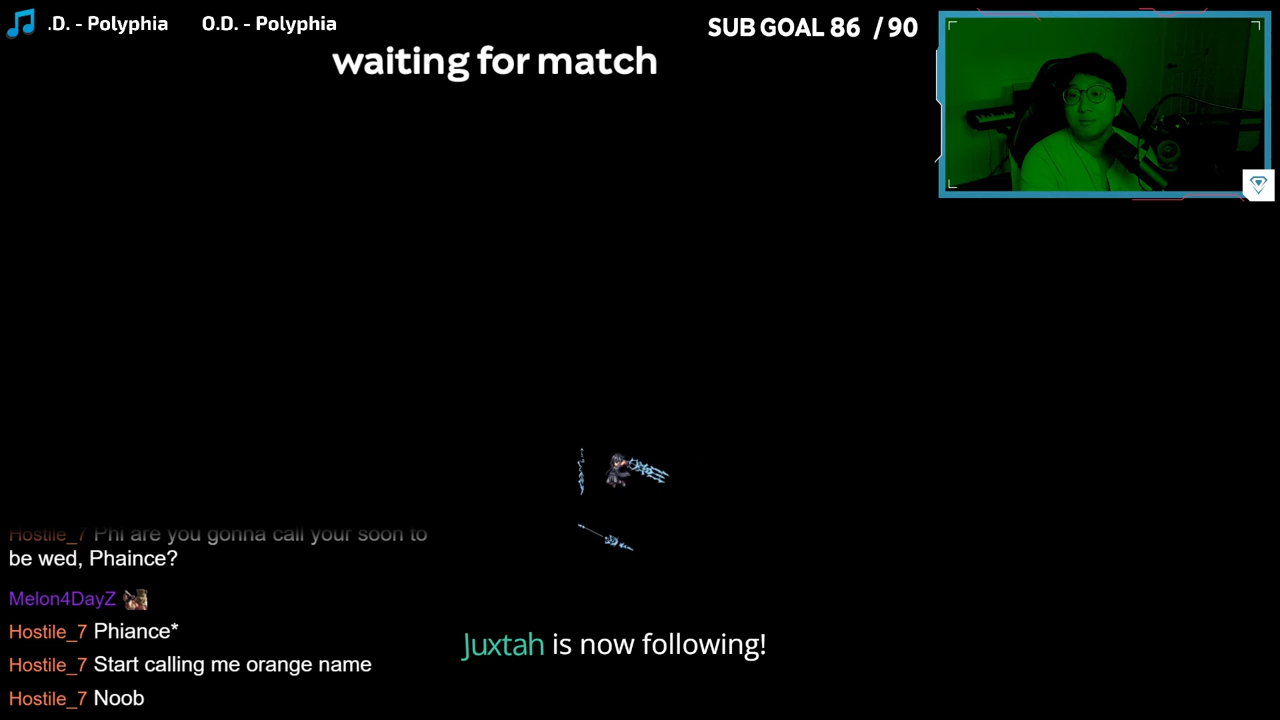 .D. - Polyphia O.D. - Polyphia
SUB GOAL 86 / 90
waiting for match
Hostile_7 Phi are you gonna call your soon to
be wed, Phaince?
Melon4DayZ
Hostile_7 Phiance*
Hostile_7 Start calling me orange name
Hostile_7 Noob
Juxtah is now following!